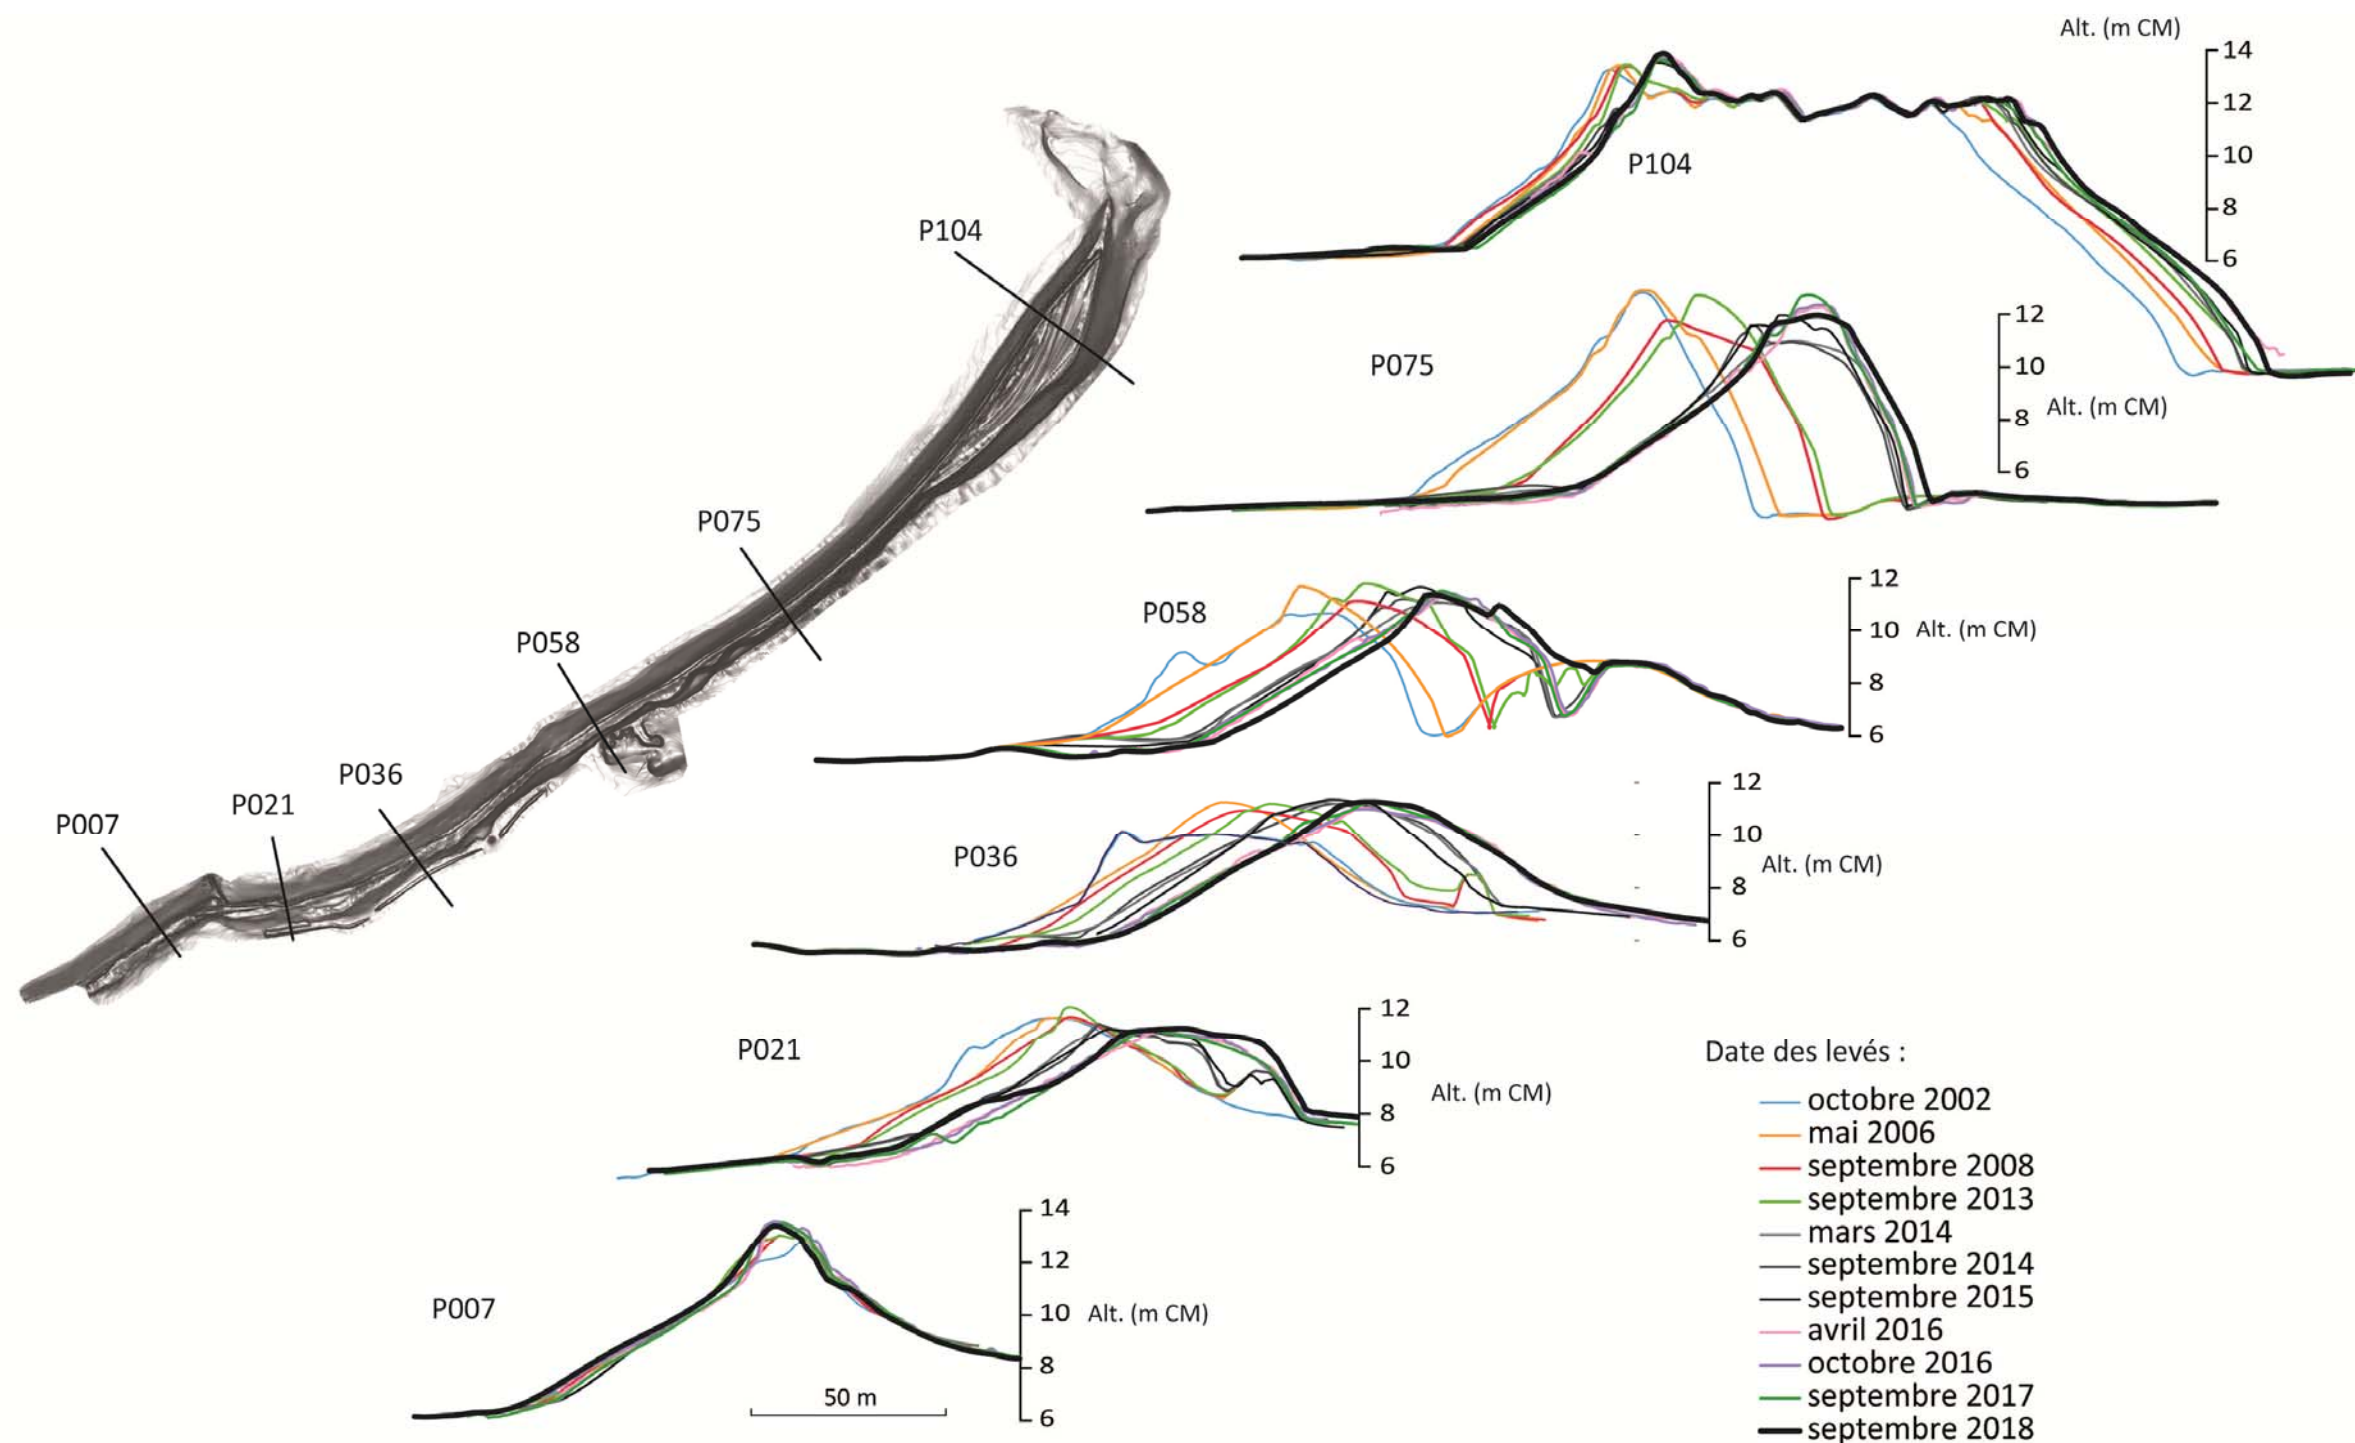 Alt. (m CM)
14
12
10
8
6
P104
P104
12
10
8
6
Alt. (m CM)
P075
P075
12
10
8
6
Alt. (m CM)
P058
P058
12
10
8
6
Alt. (m CM)
P036
P036
P021
P007
12
10
8
6
Alt. (m CM)
P021
14
12
10
8
6
Alt. (m CM)
P007
50 m
Date des levés :
octobre 2002
mai 2006
septembre 2008
septembre 2013
mars 2014
septembre 2014
septembre 2015
avril 2016
octobre 2016
septembre 2017
septembre 2018